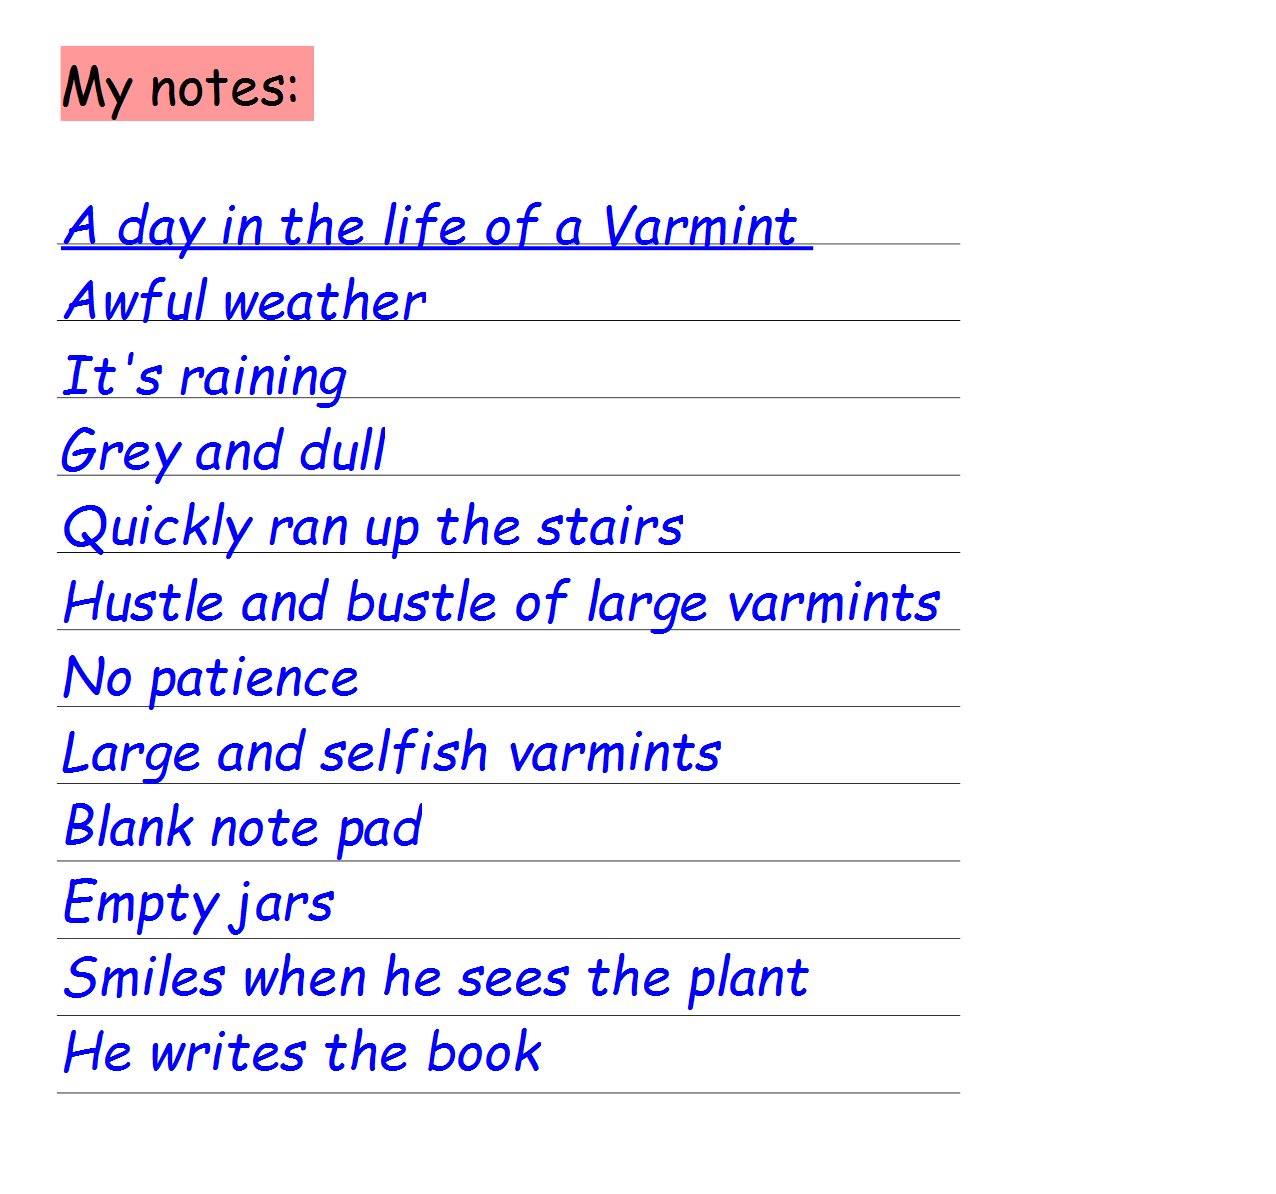 My notes:
A day in the life of a Varmint
Awful weather
It's raining
Grey and dull
Quickly ran up the stairs
Hustle and bustle of large varmints
No patience
Large and selfish varmints
Blank note pad
Empty jars
Smiles when he sees the plant
He writes the book